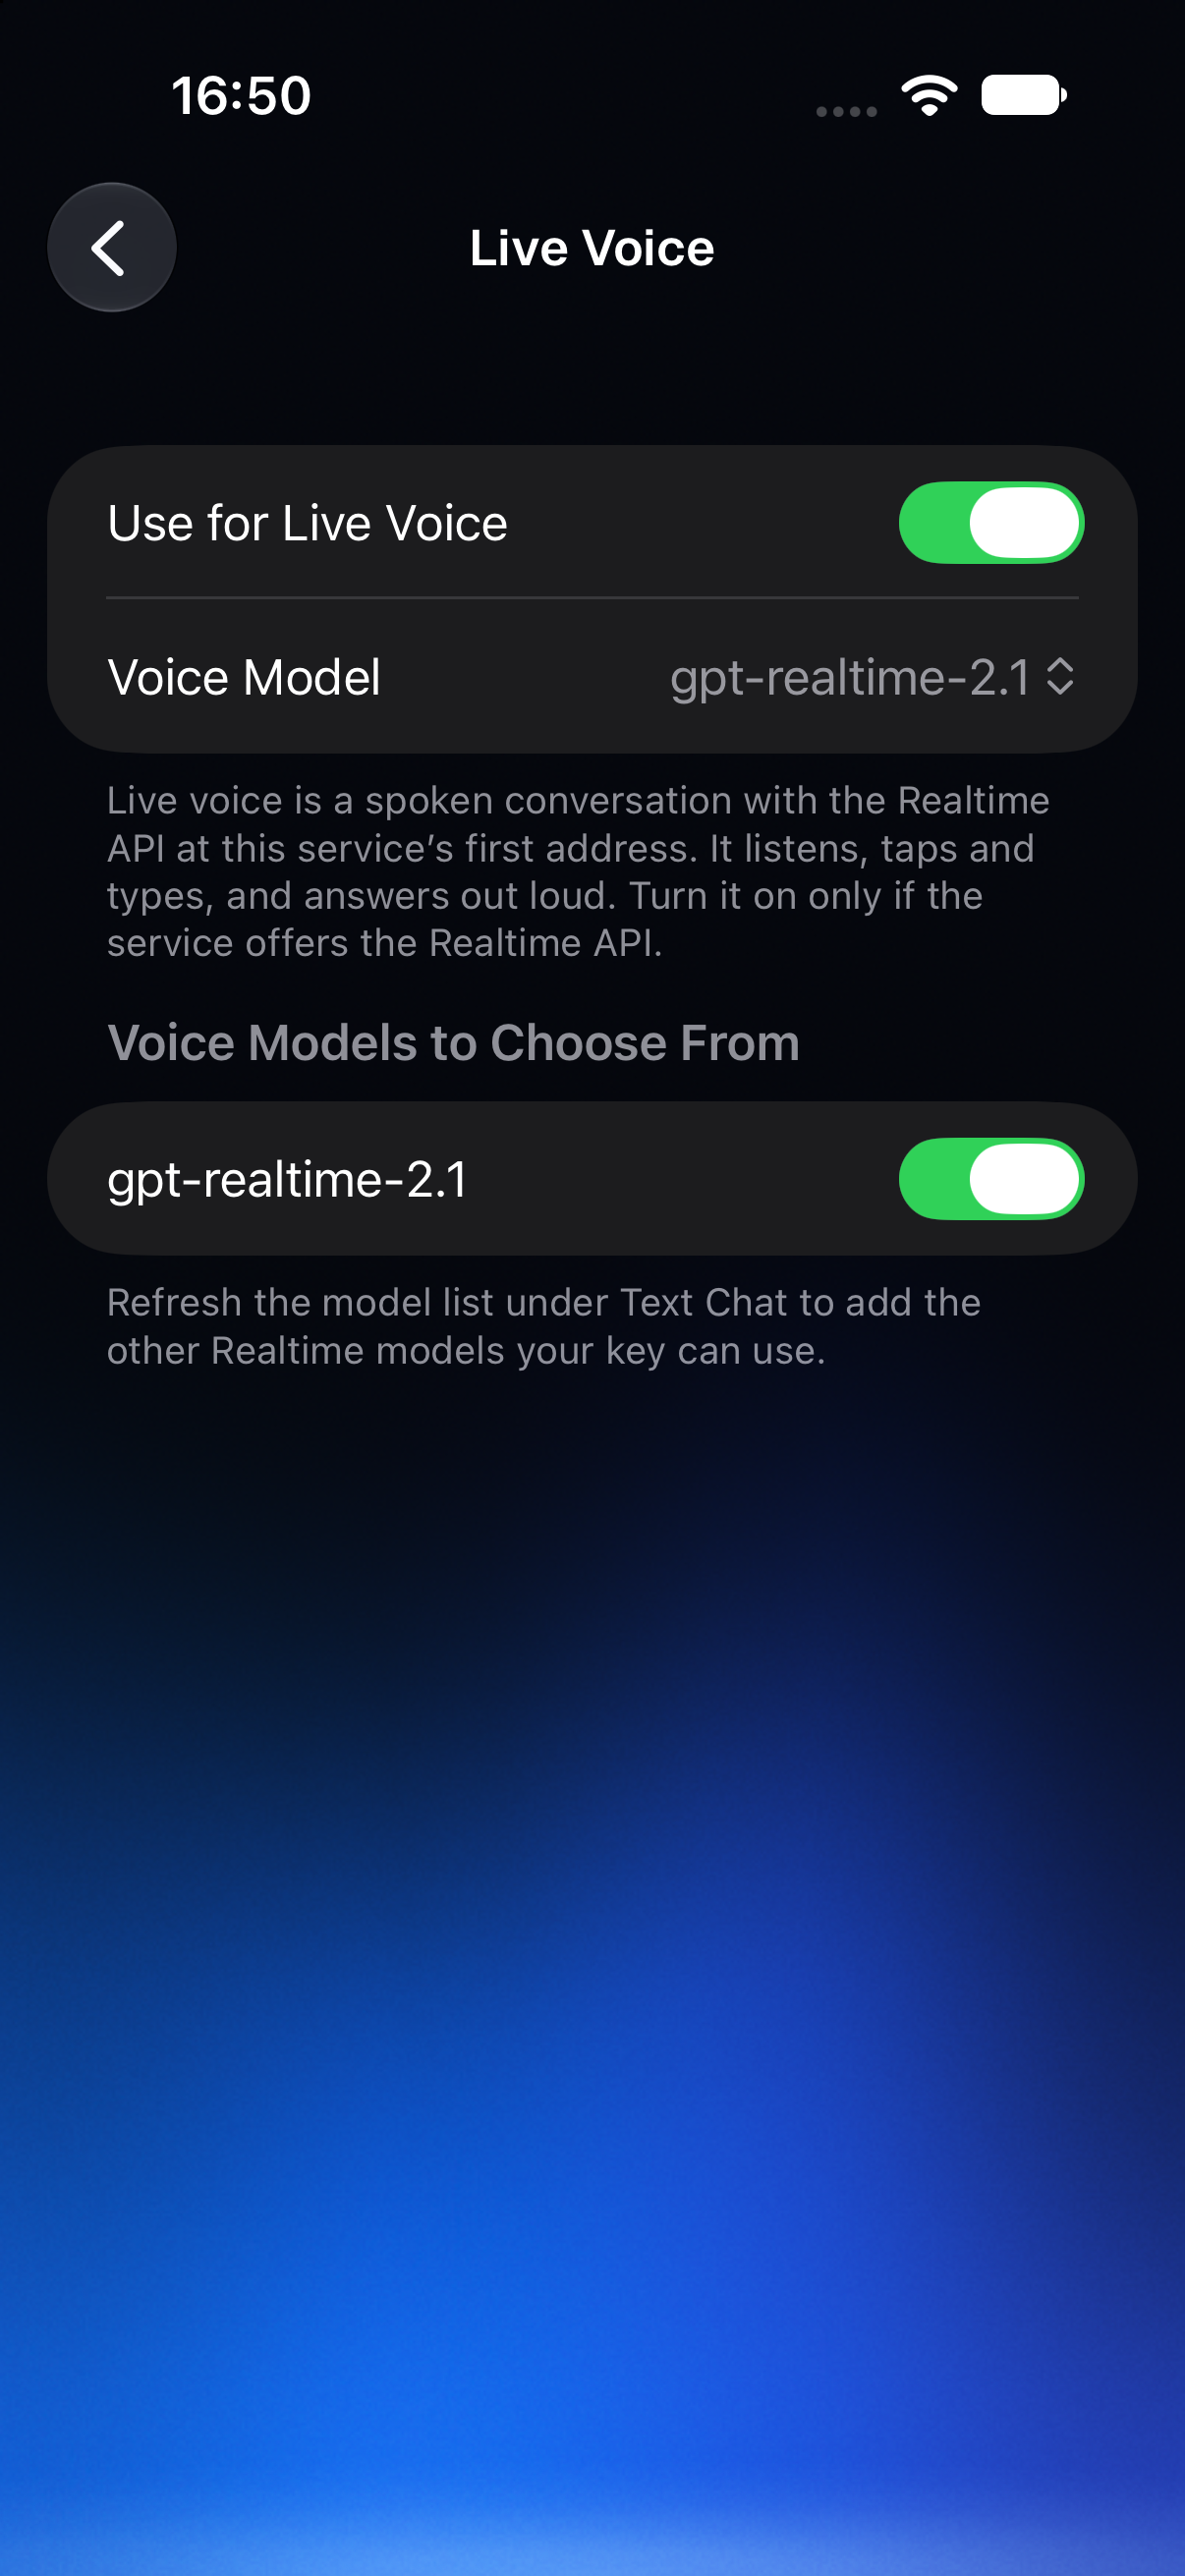 16:50
Live Voice
Use for Live Voice
Voice Model gpt-realtime-2.1
Live voice is a spoken conversation with the Realtime
API at this service’s first address. It listens, taps and
types, and answers out loud. Turn it on only if the
service offers the Realtime API.
Voice Models to Choose From
gpt-realtime-2.1
Refresh the model list under Text Chat to add the
other Realtime models your key can use.